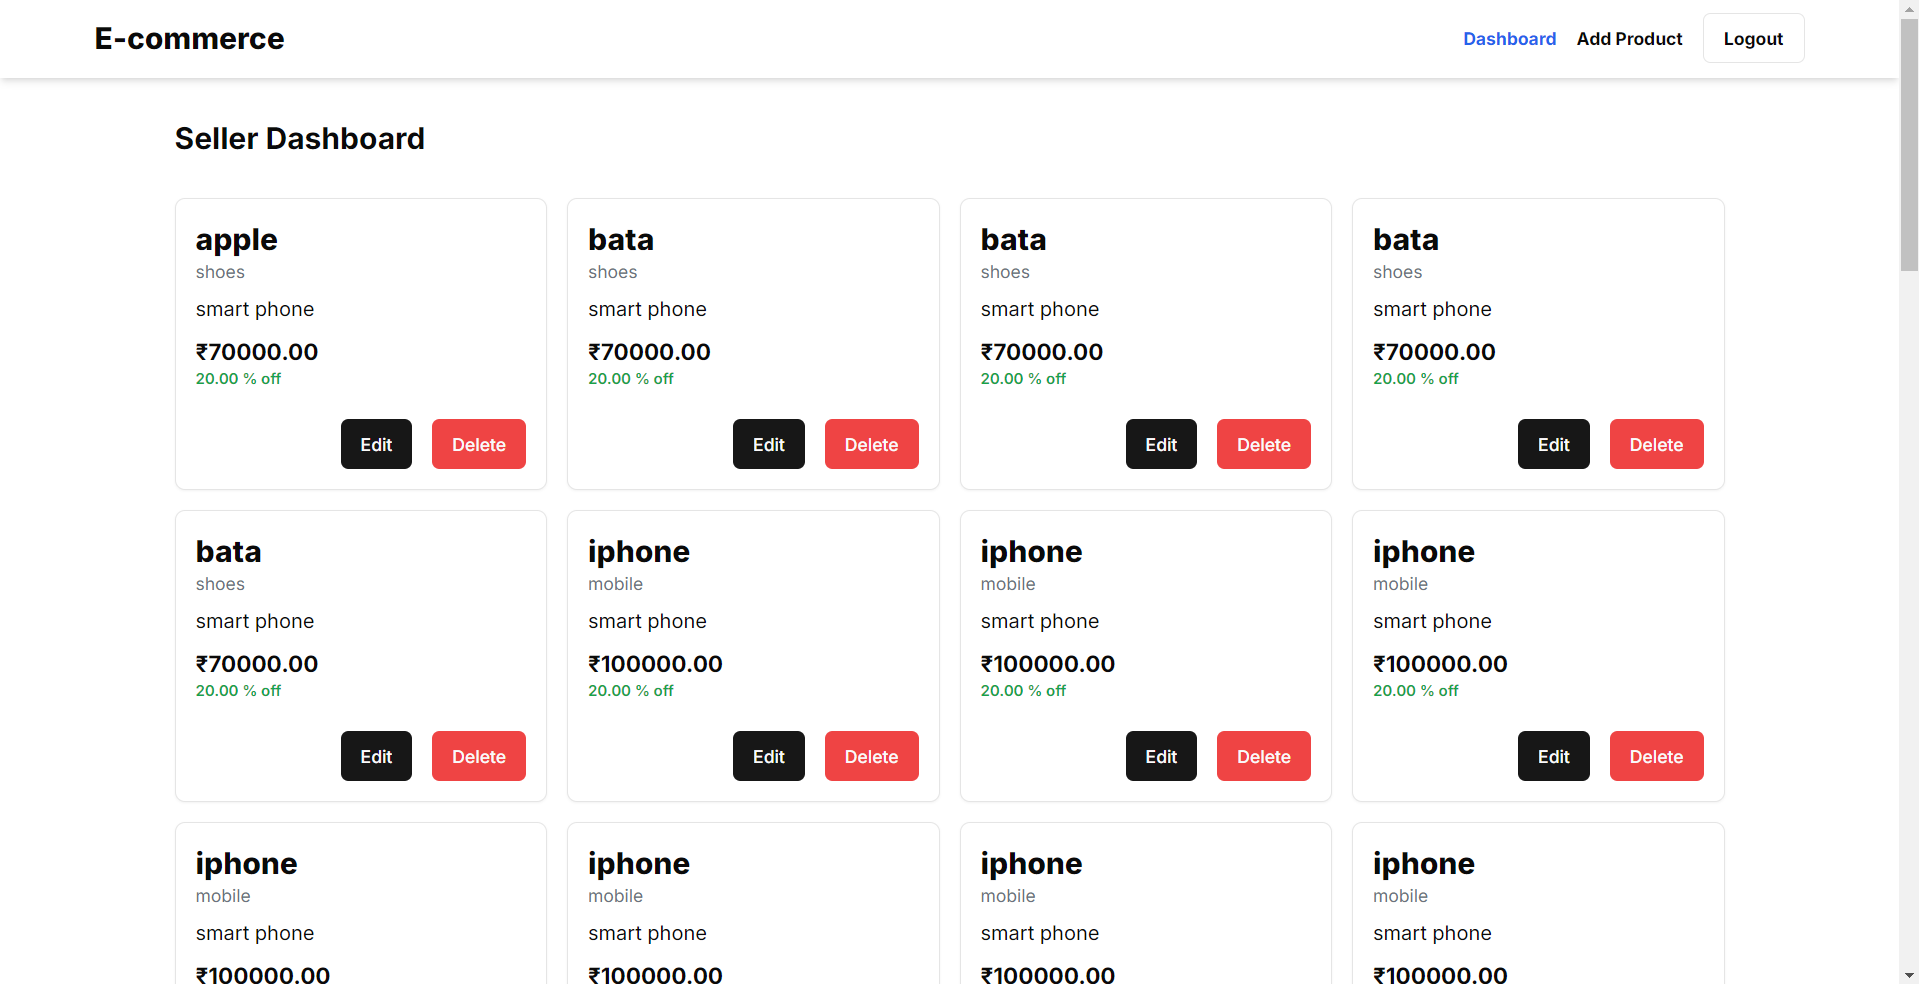 E-commerce
Dashboard Add Product Logout
Seller Dashboard
apple
shoes
smart phone
₹70000.00
20.00 % off
Edit Delete
bata
shoes
smart phone
₹70000.00
20.00 % off
Edit Delete
bata
shoes
smart phone
₹70000.00
20.00 % off
Edit Delete
bata
shoes
smart phone
₹70000.00
20.00 % off
Edit Delete
bata
shoes
smart phone
₹70000.00
20.00 % off
Edit Delete
iphone
mobile
smart phone
₹100000.00
20.00 % off
Edit Delete
iphone
mobile
smart phone
₹100000.00
20.00 % off
Edit Delete
iphone
mobile
smart phone
₹100000.00
20.00 % off
Edit Delete
iphone
mobile
smart phone
₹100000.00
iphone
mobile
smart phone
₹100000.00
iphone
mobile
smart phone
₹100000.00
iphone
mobile
smart phone
₹100000.00